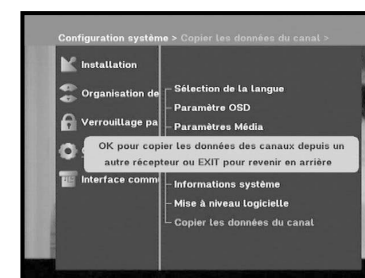 Configuration système > Copier les données du canal >
Installation
Organisation de
Verrouillage pa
Interface comm
Sélection de la langue
Paramètre OSD
Paramètres Média
OK pour copier les données des canaux depuis un
autre récepteur ou EXIT pour revenir en arrière
Informations système
Mise à niveau logicielle
Copier les données du canal